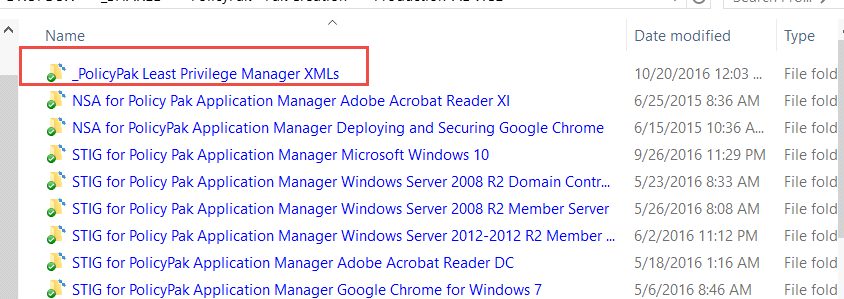 Name Date modified Type
_PolicyPak Least Privilege Manager XMLs 10/20/2016 12:03 ... File fold
NSA for Policy Pak Application Manager Adobe Acrobat Reader XI 6/25/2015 8:36 AM File fold
NSA for PolicyPak Application Manager Deploying and Securing Google Chrome 6/15/2015 10:36 A... File fold
STIG for Policy Pak Application Manager Microsoft Windows 10 9/26/2016 11:29 PM File fold
STIG for PolicyPak Application Manager Windows Server 2008 R2 Domain Contr... 5/23/2016 8:33 AM File fold
STIG for PolicyPak Application Manager Windows Server 2008 R2 Member Server 5/26/2016 8:08 AM File fold
STIG for PolicyPak Application Manager Windows Server 2012-2012 R2 Member ... 6/2/2016 11:12 PM File fold
STIG for PolicyPak Application Manager Adobe Acrobat Reader DC 5/18/2016 1:16 AM File fold
STIG for PolicyPak Application Manager Google Chrome for Windows 7 5/6/2016 8:46 AM File fold